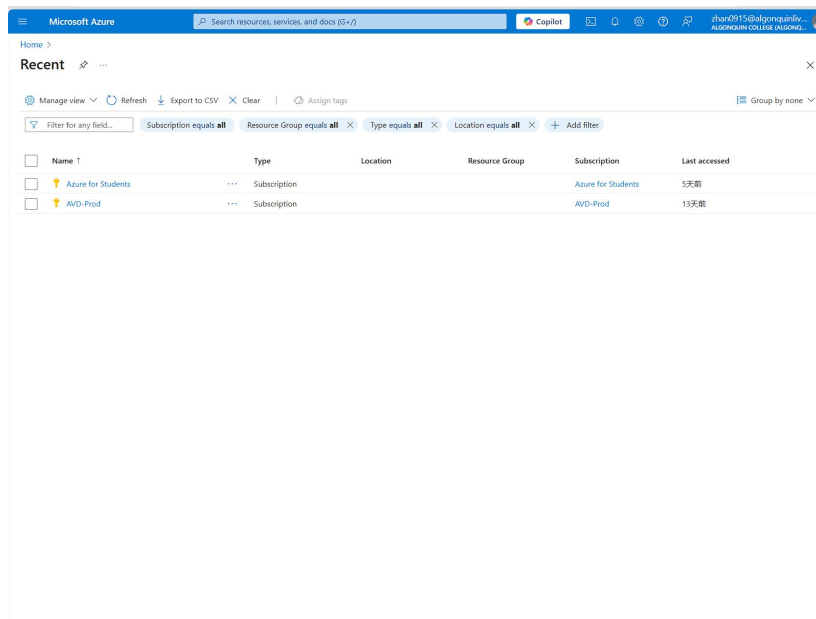 Microsoft Azure
Search resources, services, and docs (G+/)
Copilot
zhan0915@algonquinliv...
ALGONQUIN COLLEGE (ALGONQ...
Home >
Recent ...
Manage view Refresh Export to CSV Clear | Assign tags Group by none
Filter for any field... Subscription equals all Resource Group equals all × Type equals all × Location equals all × + Add filter
Name ↑ Type Location Resource Group Subscription Last accessed
Azure for Students ... Subscription Azure for Students 5天前
AVD-Prod ... Subscription AVD-Prod 13天前